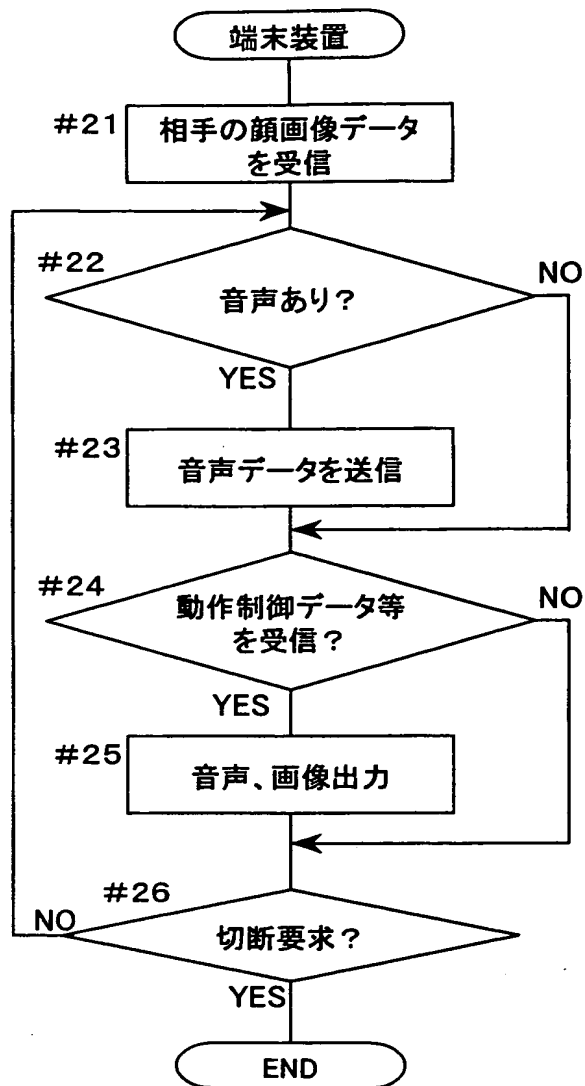 端末装置
#21
相手の顔画像データ
を受信
#22
音声あり?
NO
YES
#23
音声データを送信
#24
動作制御データ等
を受信?
NO
YES
#25
音声、画像出力
#26
NO
切断要求?
YES
END